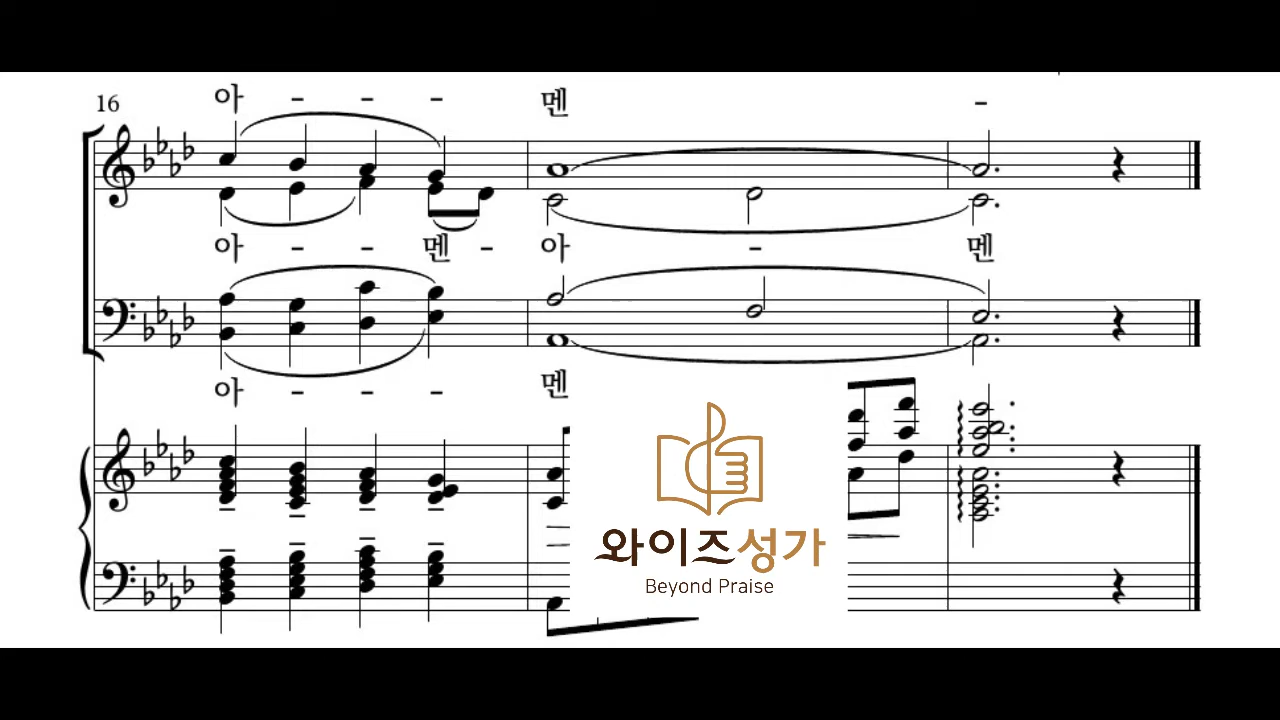 16
아 - - - 멘 -
아 - - 멘 - 아 - 멘
아 - - - 멘
와이즈성가
Beyond Praise